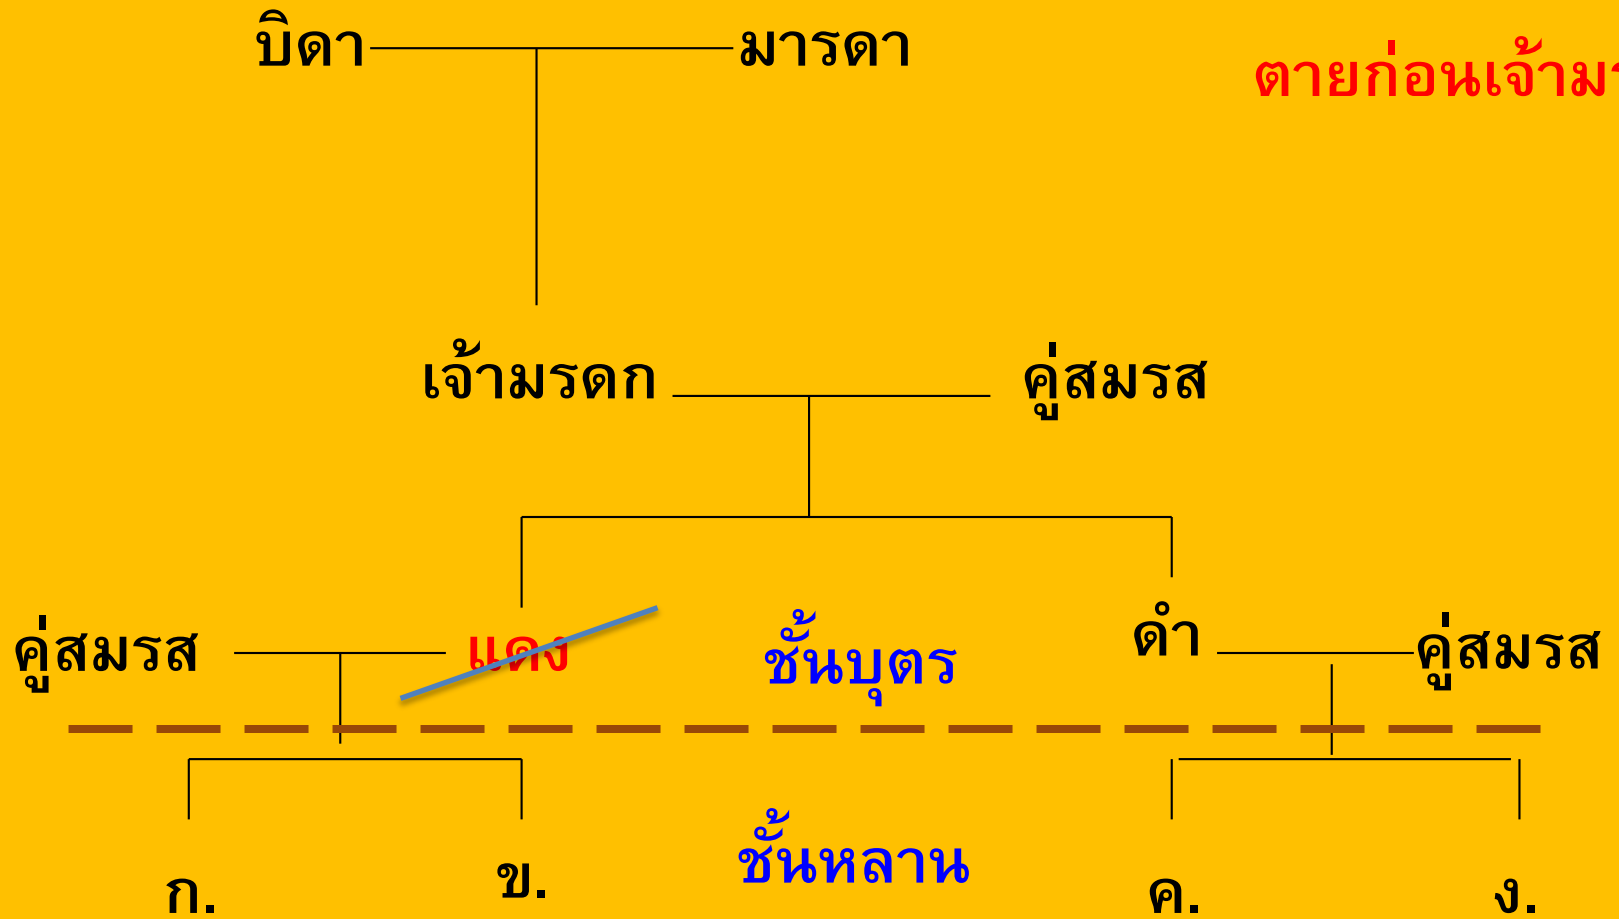 บิดา มารดา
ตายก่อนเจ้าม
เจ้ามรดก คู่สมรส
คู่สมรส แดง ชั้นบุตร ดำ คู่สมรส
ก. ข. ชั้นหลาน ค. ง.